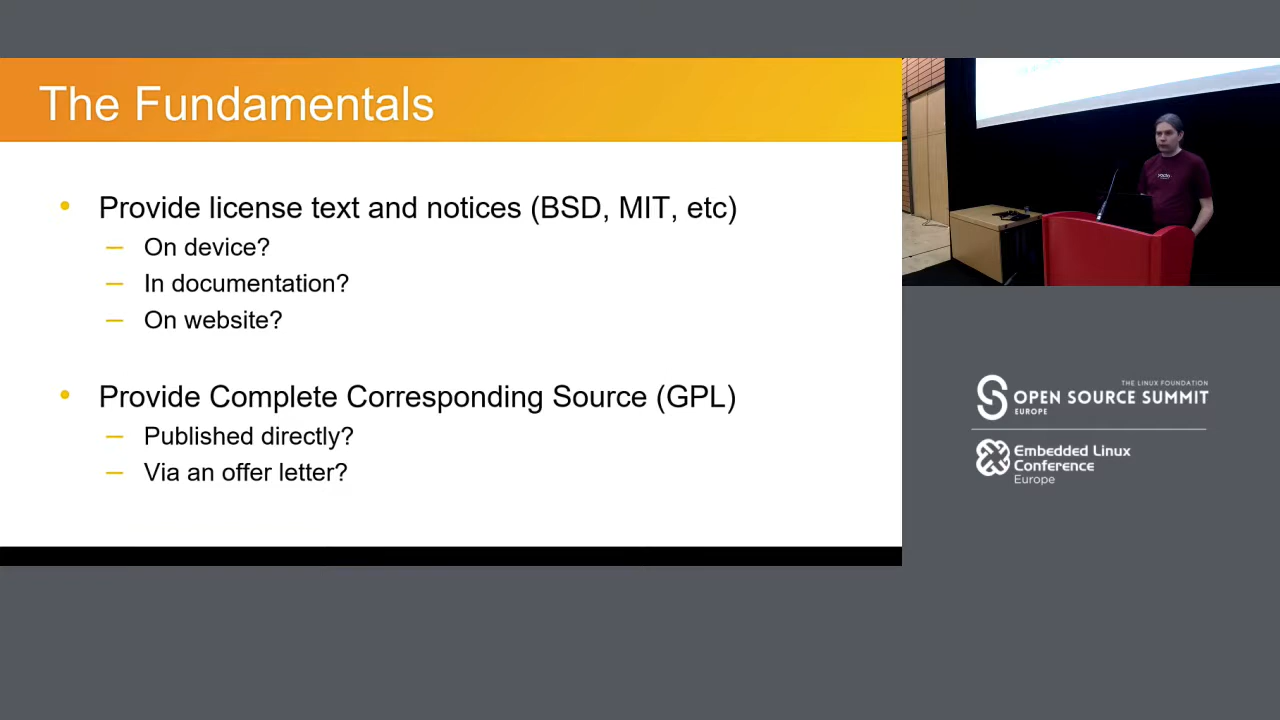 The Fundamentals
• Provide license text and notices (BSD, MIT, etc)
– On device?
– In documentation?
– On website?
• Provide Complete Corresponding Source (GPL)
– Published directly?
– Via an offer letter?
THE LINUX FOUNDATION
OPEN SOURCE SUMMIT
EUROPE
Embedded Linux
Conference
Europe